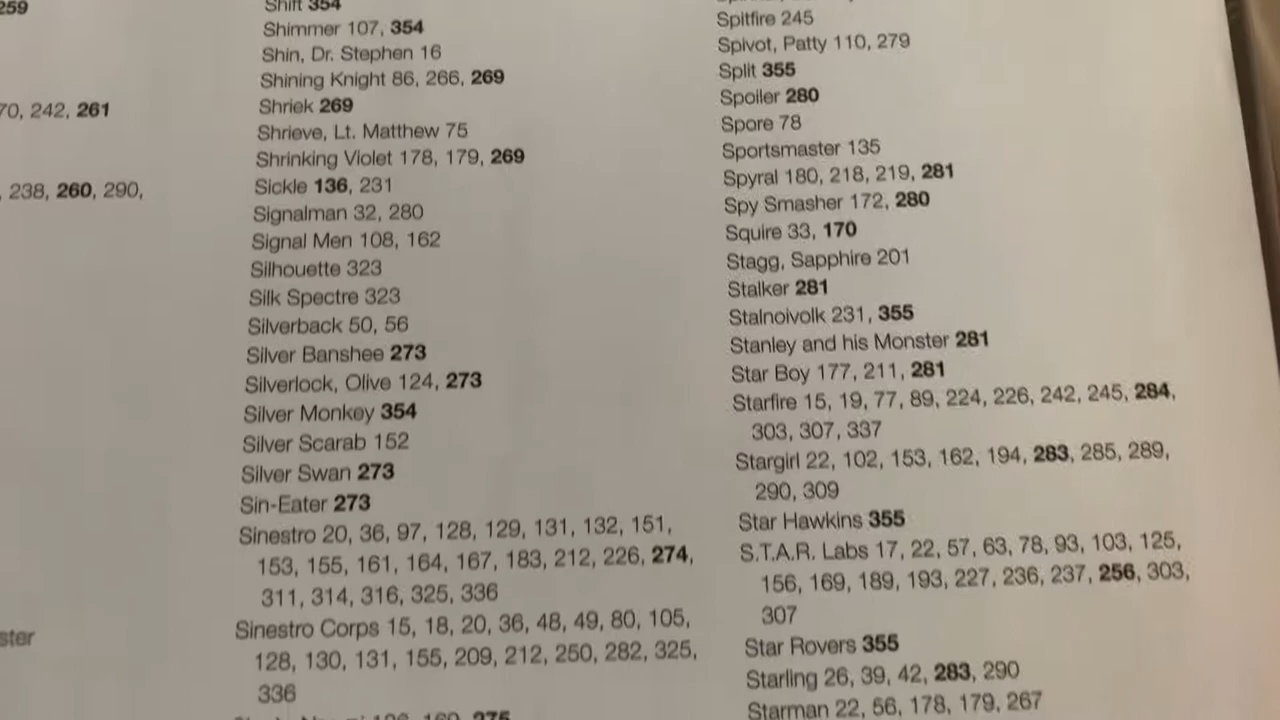 259
70, 242, 261
, 238, 260, 290,
ster
Shift 354
Shimmer 107, 354
Shin, Dr. Stephen 16
Shining Knight 86, 266, 269
Shriek 269
Shrieve, Lt. Matthew 75
Shrinking Violet 178, 179, 269
Sickle 136, 231
Signalman 32, 280
Signal Men 108, 162
Silhouette 323
Silk Spectre 323
Silverback 50, 56
Silver Banshee 273
Silverlock, Olive 124, 273
Silver Monkey 354
Silver Scarab 152
Silver Swan 273
Sin-Eater 273
Sinestro 20, 36, 97, 128, 129, 131, 132, 151,
153, 155, 161, 164, 167, 183, 212, 226, 274,
311, 314, 316, 325, 336
Sinestro Corps 15, 18, 20, 36, 48, 49, 80, 105,
128, 130, 131, 155, 209, 212, 250, 282, 325,
336
Spitfire 245
Spivot, Patty 110, 279
Split 355
Spoiler 280
Spore 78
Sportsmaster 135
Spyral 180, 218, 219, 281
Spy Smasher 172, 280
Squire 33, 170
Stagg, Sapphire 201
Stalker 281
Stalnoivolk 231, 355
Stanley and his Monster 281
Star Boy 177, 211, 281
Starfire 15, 19, 77, 89, 224, 226, 242, 245, 284,
303, 307, 337
Stargirl 22, 102, 153, 162, 194, 283, 285, 289,
290, 309
Star Hawkins 355
S.T.A.R. Labs 17, 22, 57, 63, 78, 93, 103, 125,
156, 169, 189, 193, 227, 236, 237, 256, 303,
307
Star Rovers 355
Starling 26, 39, 42, 283, 290
Starman 22, 56, 178, 179, 267